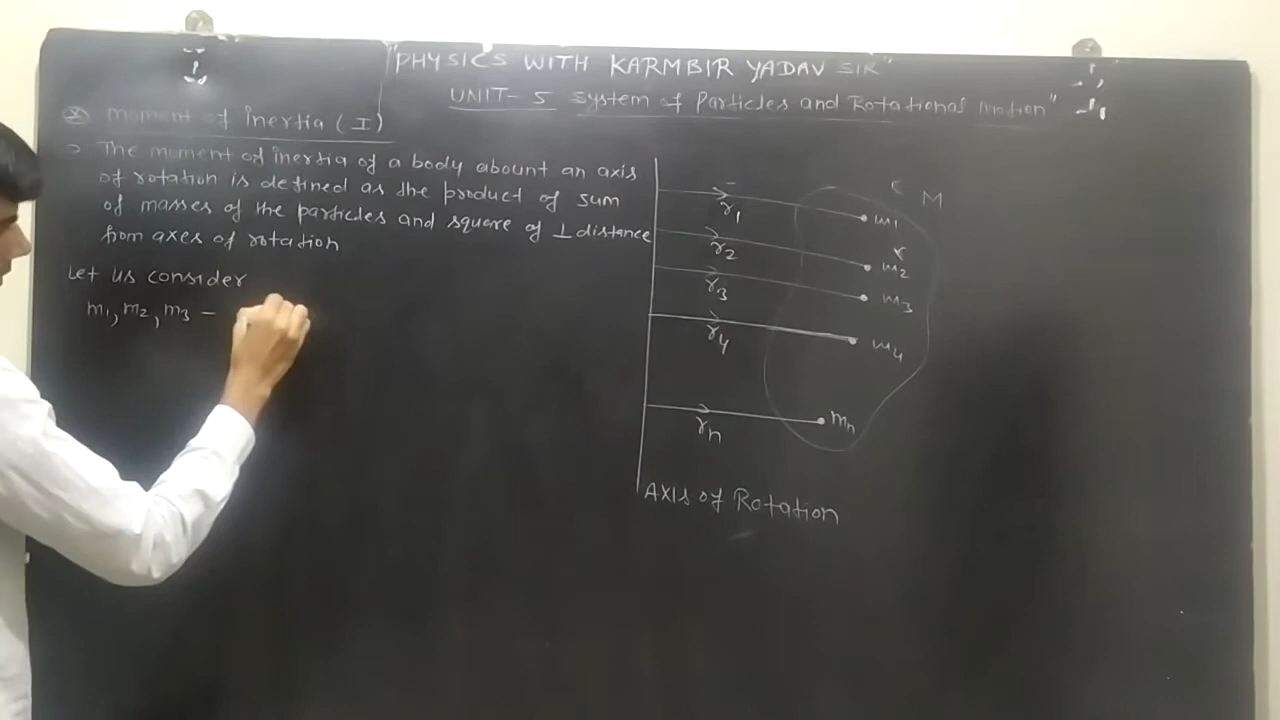 "PHYSICS WITH KARMBIR YADAV SIR"
UNIT- 5 System of Particles and Rotational Motion"
moment of inertia (I)
The moment of inertia of a body abount an axis
of rotation is defined as the product of sum
of masses of the particles and square of ⊥ distance
from axes of rotation
Let us consider
m1, m2, m3 -
M
r1 m1
r2 m2
r3 m3
r4 m4
rn mn
Axis of Rotation